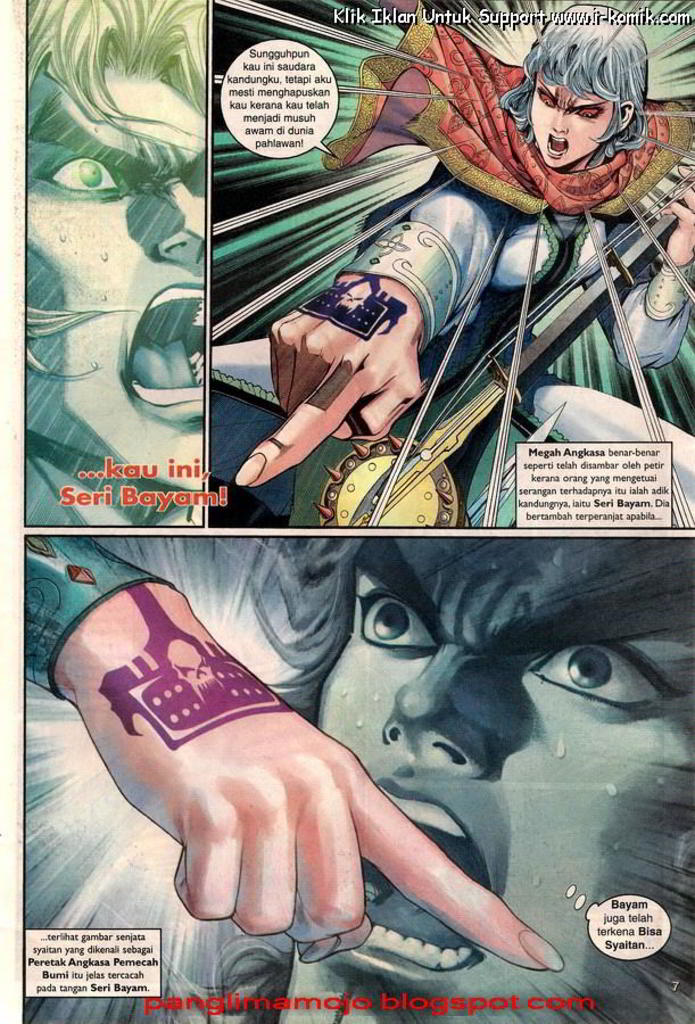 Klik Iklan Untuk Support www.i-komik.com
Sungguhpun
kau ini saudara
kandungku, tetapi aku
mesti menghapuskan
kau kerana kau telah
menjadi musuh
awam di dunia
pahlawan!
...kau ini,
Seri Bayam!
Megah Angkasa benar-benar
seperti telah disambar oleh petir
kerana orang yang mengetuai
serangan terhadapnya itu ialah adik
kandungnya, iaitu Seri Bayam. Dia
bertambah terperanjat apabila...
Bayam
juga telah
terkena Bisa
Syaitan...
...terlihat gambar senjata
syaitan yang dikenali sebagai
Peretak Angkasa Pemecah
Bumi itu jelas tercacah
pada tangan Seri Bayam.
7
panglimamojo.blogspot.com